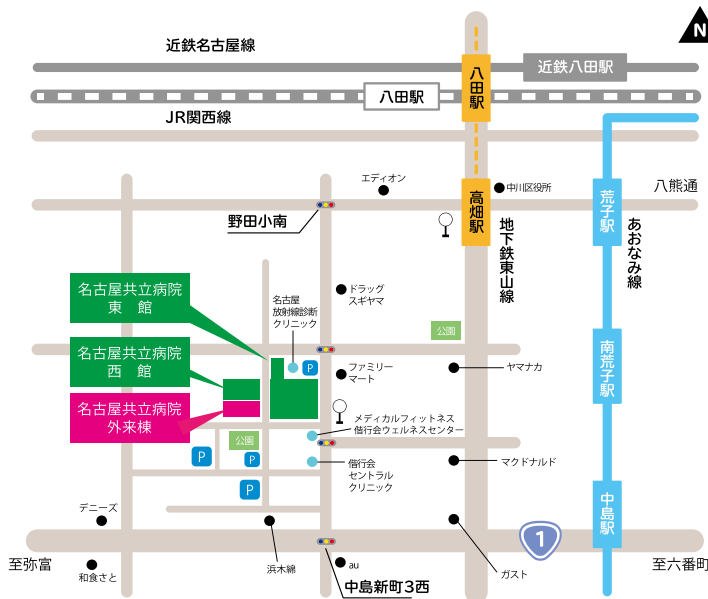 N
近鉄名古屋線
近鉄八田駅
八田駅
八田駅
JR関西線
エディオン
中川区役所
八熊通
野田小南
高畑駅
地下鉄東山線
荒子駅
あおなみ線
名古屋共立病院
東 館
名古屋
放射線診断
クリニック
ドラッグ
スギヤマ
公園
名古屋共立病院
西 館
P
ファミリー
マート
ヤマナカ
南荒子駅
名古屋共立病院
外来棟
メディカルフィットネス
偕行会ウェルネスセンター
公園
P
P
偕行会
セントラル
クリニック
マクドナルド
P
デニーズ
中島駅
1
至弥富
和食さと
浜木綿
au
中島新町3西
ガスト
至六番町